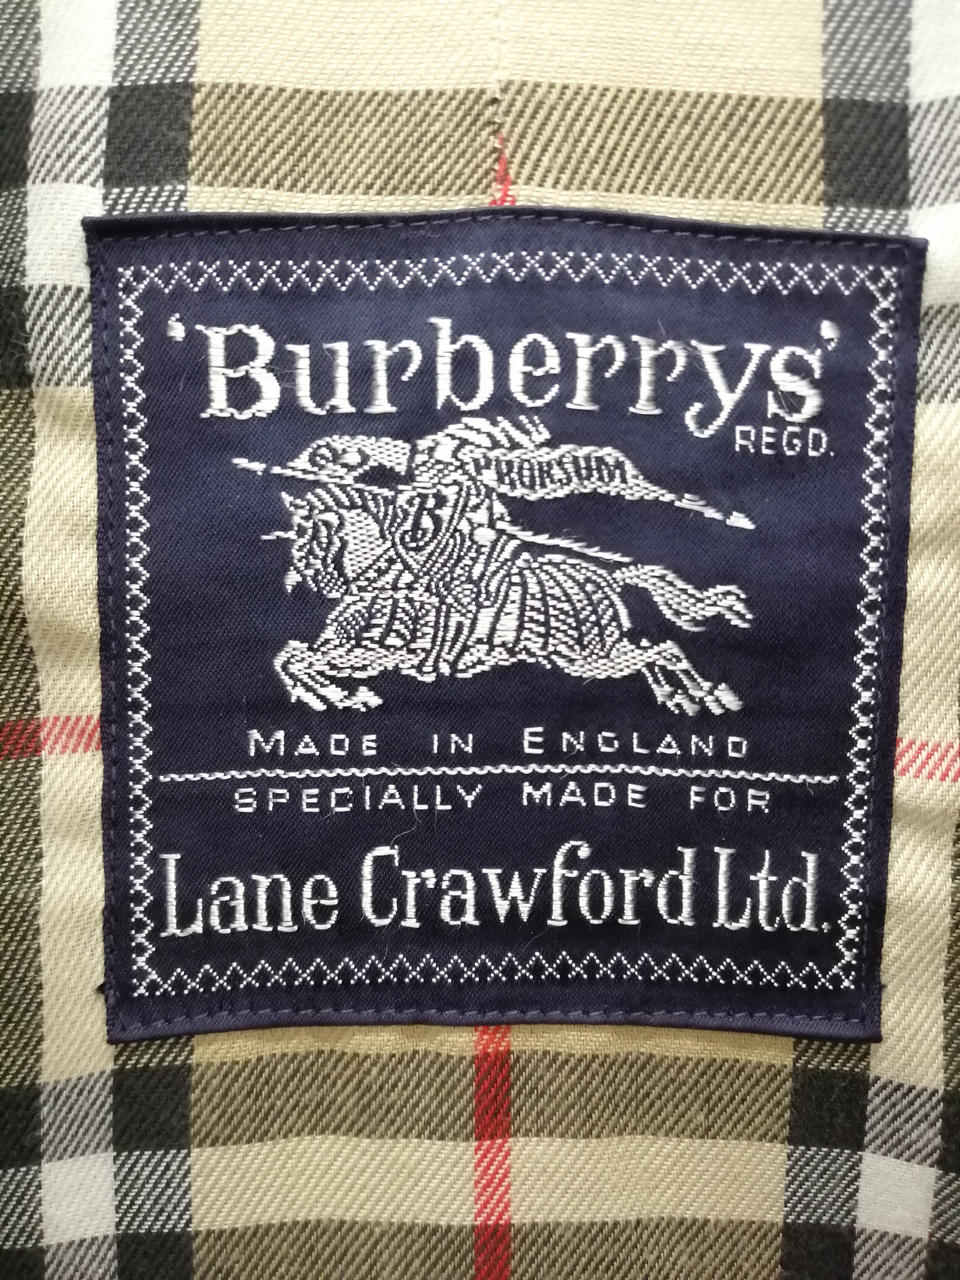 ‘Burberrys’
REGD.
PRORSUM
B
MADE IN ENGLAND
SPECIALLY MADE FOR
Lane Crawford Ltd.